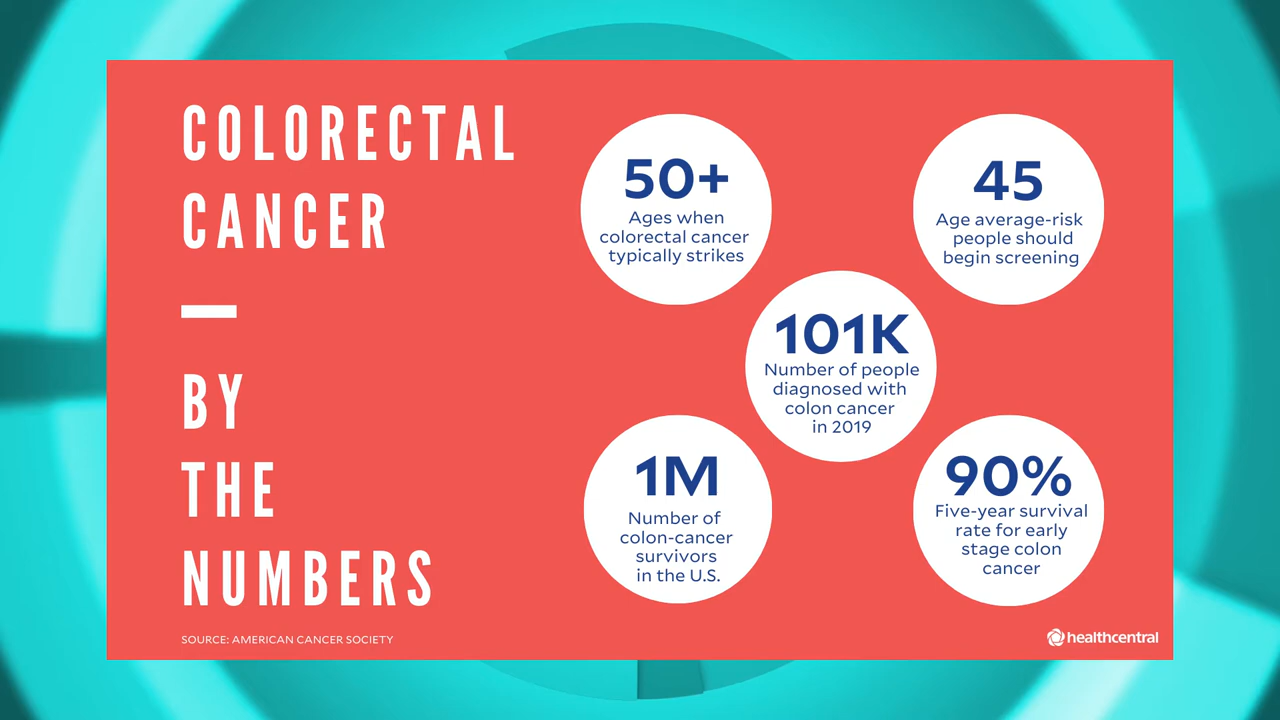 COLORECTAL
CANCER
BY
THE
NUMBERS
SOURCE: AMERICAN CANCER SOCIETY
50+
Ages when
colorectal cancer
typically strikes
45
Age average-risk
people should
begin screening
101K
Number of people
diagnosed with
colon cancer
in 2019
1M
Number of
colon-cancer
survivors
in the U.S.
90%
Five-year survival
rate for early
stage colon
cancer
healthcentral